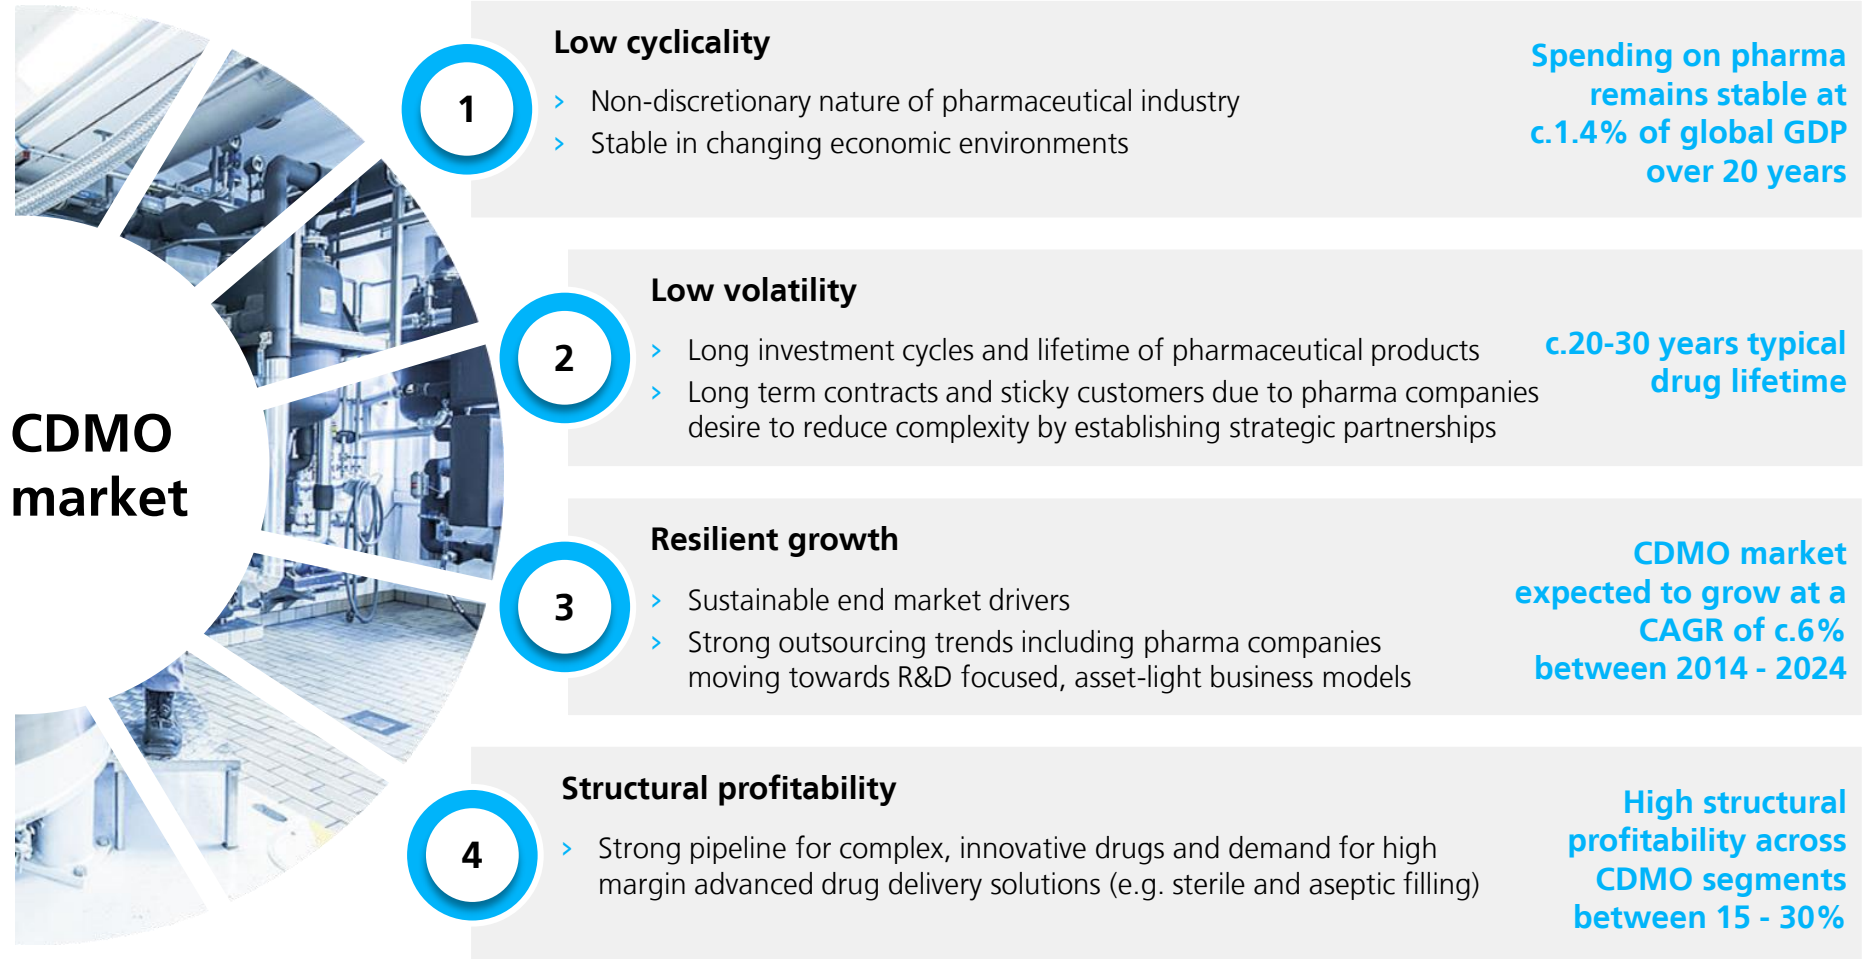 CDMO
market
1
Low cyclicality
› Non-discretionary nature of pharmaceutical industry
› Stable in changing economic environments
Spending on pharma
remains stable at
c.1.4% of global GDP
over 20 years
2
Low volatility
› Long investment cycles and lifetime of pharmaceutical products
› Long term contracts and sticky customers due to pharma companies
desire to reduce complexity by establishing strategic partnerships
c.20-30 years typical
drug lifetime
3
Resilient growth
› Sustainable end market drivers
› Strong outsourcing trends including pharma companies
moving towards R&D focused, asset-light business models
CDMO market
expected to grow at a
CAGR of c.6%
between 2014 - 2024
4
Structural profitability
› Strong pipeline for complex, innovative drugs and demand for high
margin advanced drug delivery solutions (e.g. sterile and aseptic filling)
High structural
profitability across
CDMO segments
between 15 - 30%